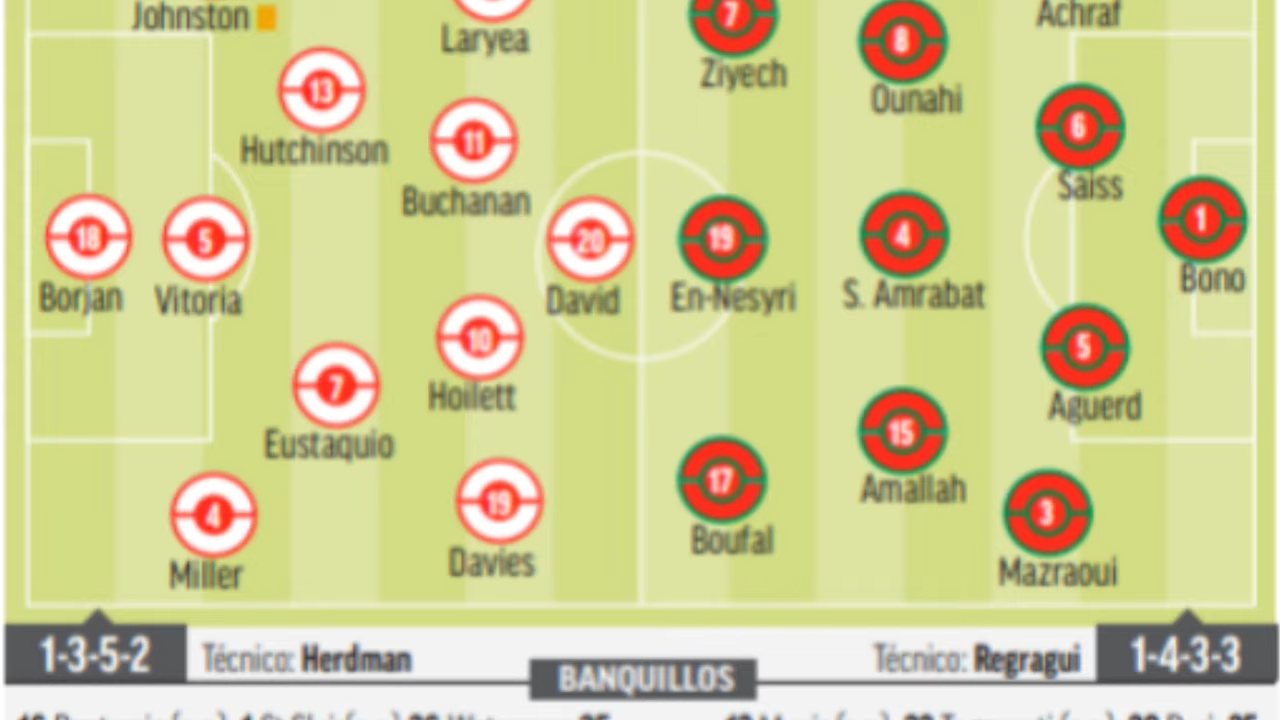 Johnston
Laryea
7
Ziyech
8
Ounahi
Achraf
13
Hutchinson
11
Buchanan
6
Saiss
18
Borjan
5
Vitoria
20
David
19
En-Nesyri
4
S. Amrabat
1
Bono
10
Hoilett
7
Eustaquio
5
Aguerd
15
Amallah
4
Miller
19
Davies
17
Boufal
3
Mazraoui
1-3-5-2 Técnico: Herdman
Técnico: Regragui 1-4-3-3
BANQUILLOS